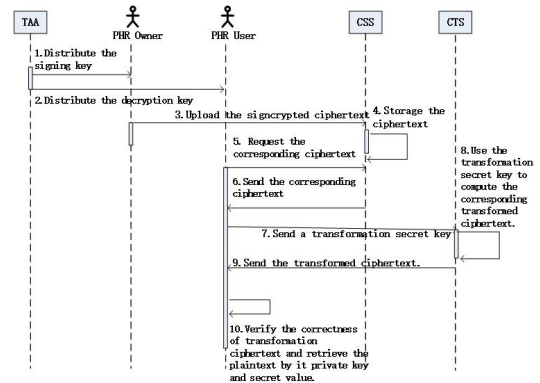 TAA
PHR Owner
PHR User
CSS
CTS
1.Distribute the
signing key
2.Distribute the decryption key
3.Upload the signcrypted ciphertext
4.Storage the
ciphertext
5. Request the
corresponding ciphertext
6.Send the corresponding
ciphertext
7.Send a transformation secret key
8.Use the
transformation
secret key to
compute the
corresponding
transformed
ciphertext.
9.Send the transformed ciphertext.
10.Verify the correctness
of transformation
ciphertext and retrieve the
plaintext by it private key
and secret value.